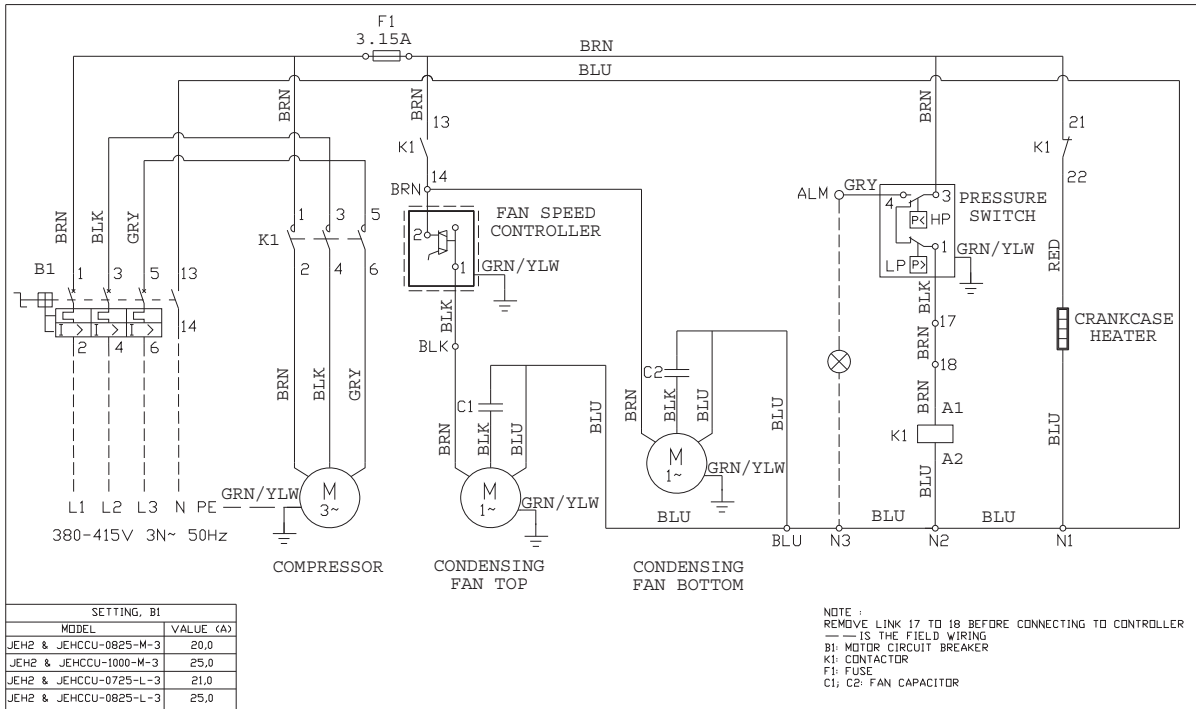 F1
3.15A
BRN
BLU
BRN
BRN
BRN
13
K1
14
BRN
21
K1
22
ALM
GRY
4
3
P<
HP
PRESSURE
SWITCH
1
LP
P>
GRN/YLW
FAN SPEED
CONTROLLER
2
1
GRN/YLW
BRN
BLK
GRY
1
3
5
K1
2
4
6
B1
1
3
5
13
I >
I >
I >
14
2
4
6
BLK
BLK
BLK
17
BRN
18
BRN
A1
K1
A2
BLU
RED
CRANKCASE
HEATER
BLU
BRN
BLK
GRY
C1
BRN
BLK
BLU
BLU
C2
BRN
BLK
BLU
BLU
M
3~
M
1~
M
1~
GRN/YLW
GRN/YLW
GRN/YLW
L1
L2
L3
N
PE
380-415V 3N~ 50Hz
BLU
BLU
BLU
BLU
N3
N2
N1
COMPRESSOR
CONDENSING
FAN TOP
CONDENSING
FAN BOTTOM
SETTING, B1
MODEL VALUE (A)
JEH2 & JEHCCU-0825-M-3 20,0
JEH2 & JEHCCU-1000-M-3 25,0
JEH2 & JEHCCU-0725-L-3 21,0
JEH2 & JEHCCU-0825-L-3 25,0
NOTE :
REMOVE LINK 17 TO 18 BEFORE CONNECTING TO CONTROLLER
IS THE FIELD WIRING
B1: MOTOR CIRCUIT BREAKER
K1: CONTACTOR
F1: FUSE
C1; C2: FAN CAPACITOR